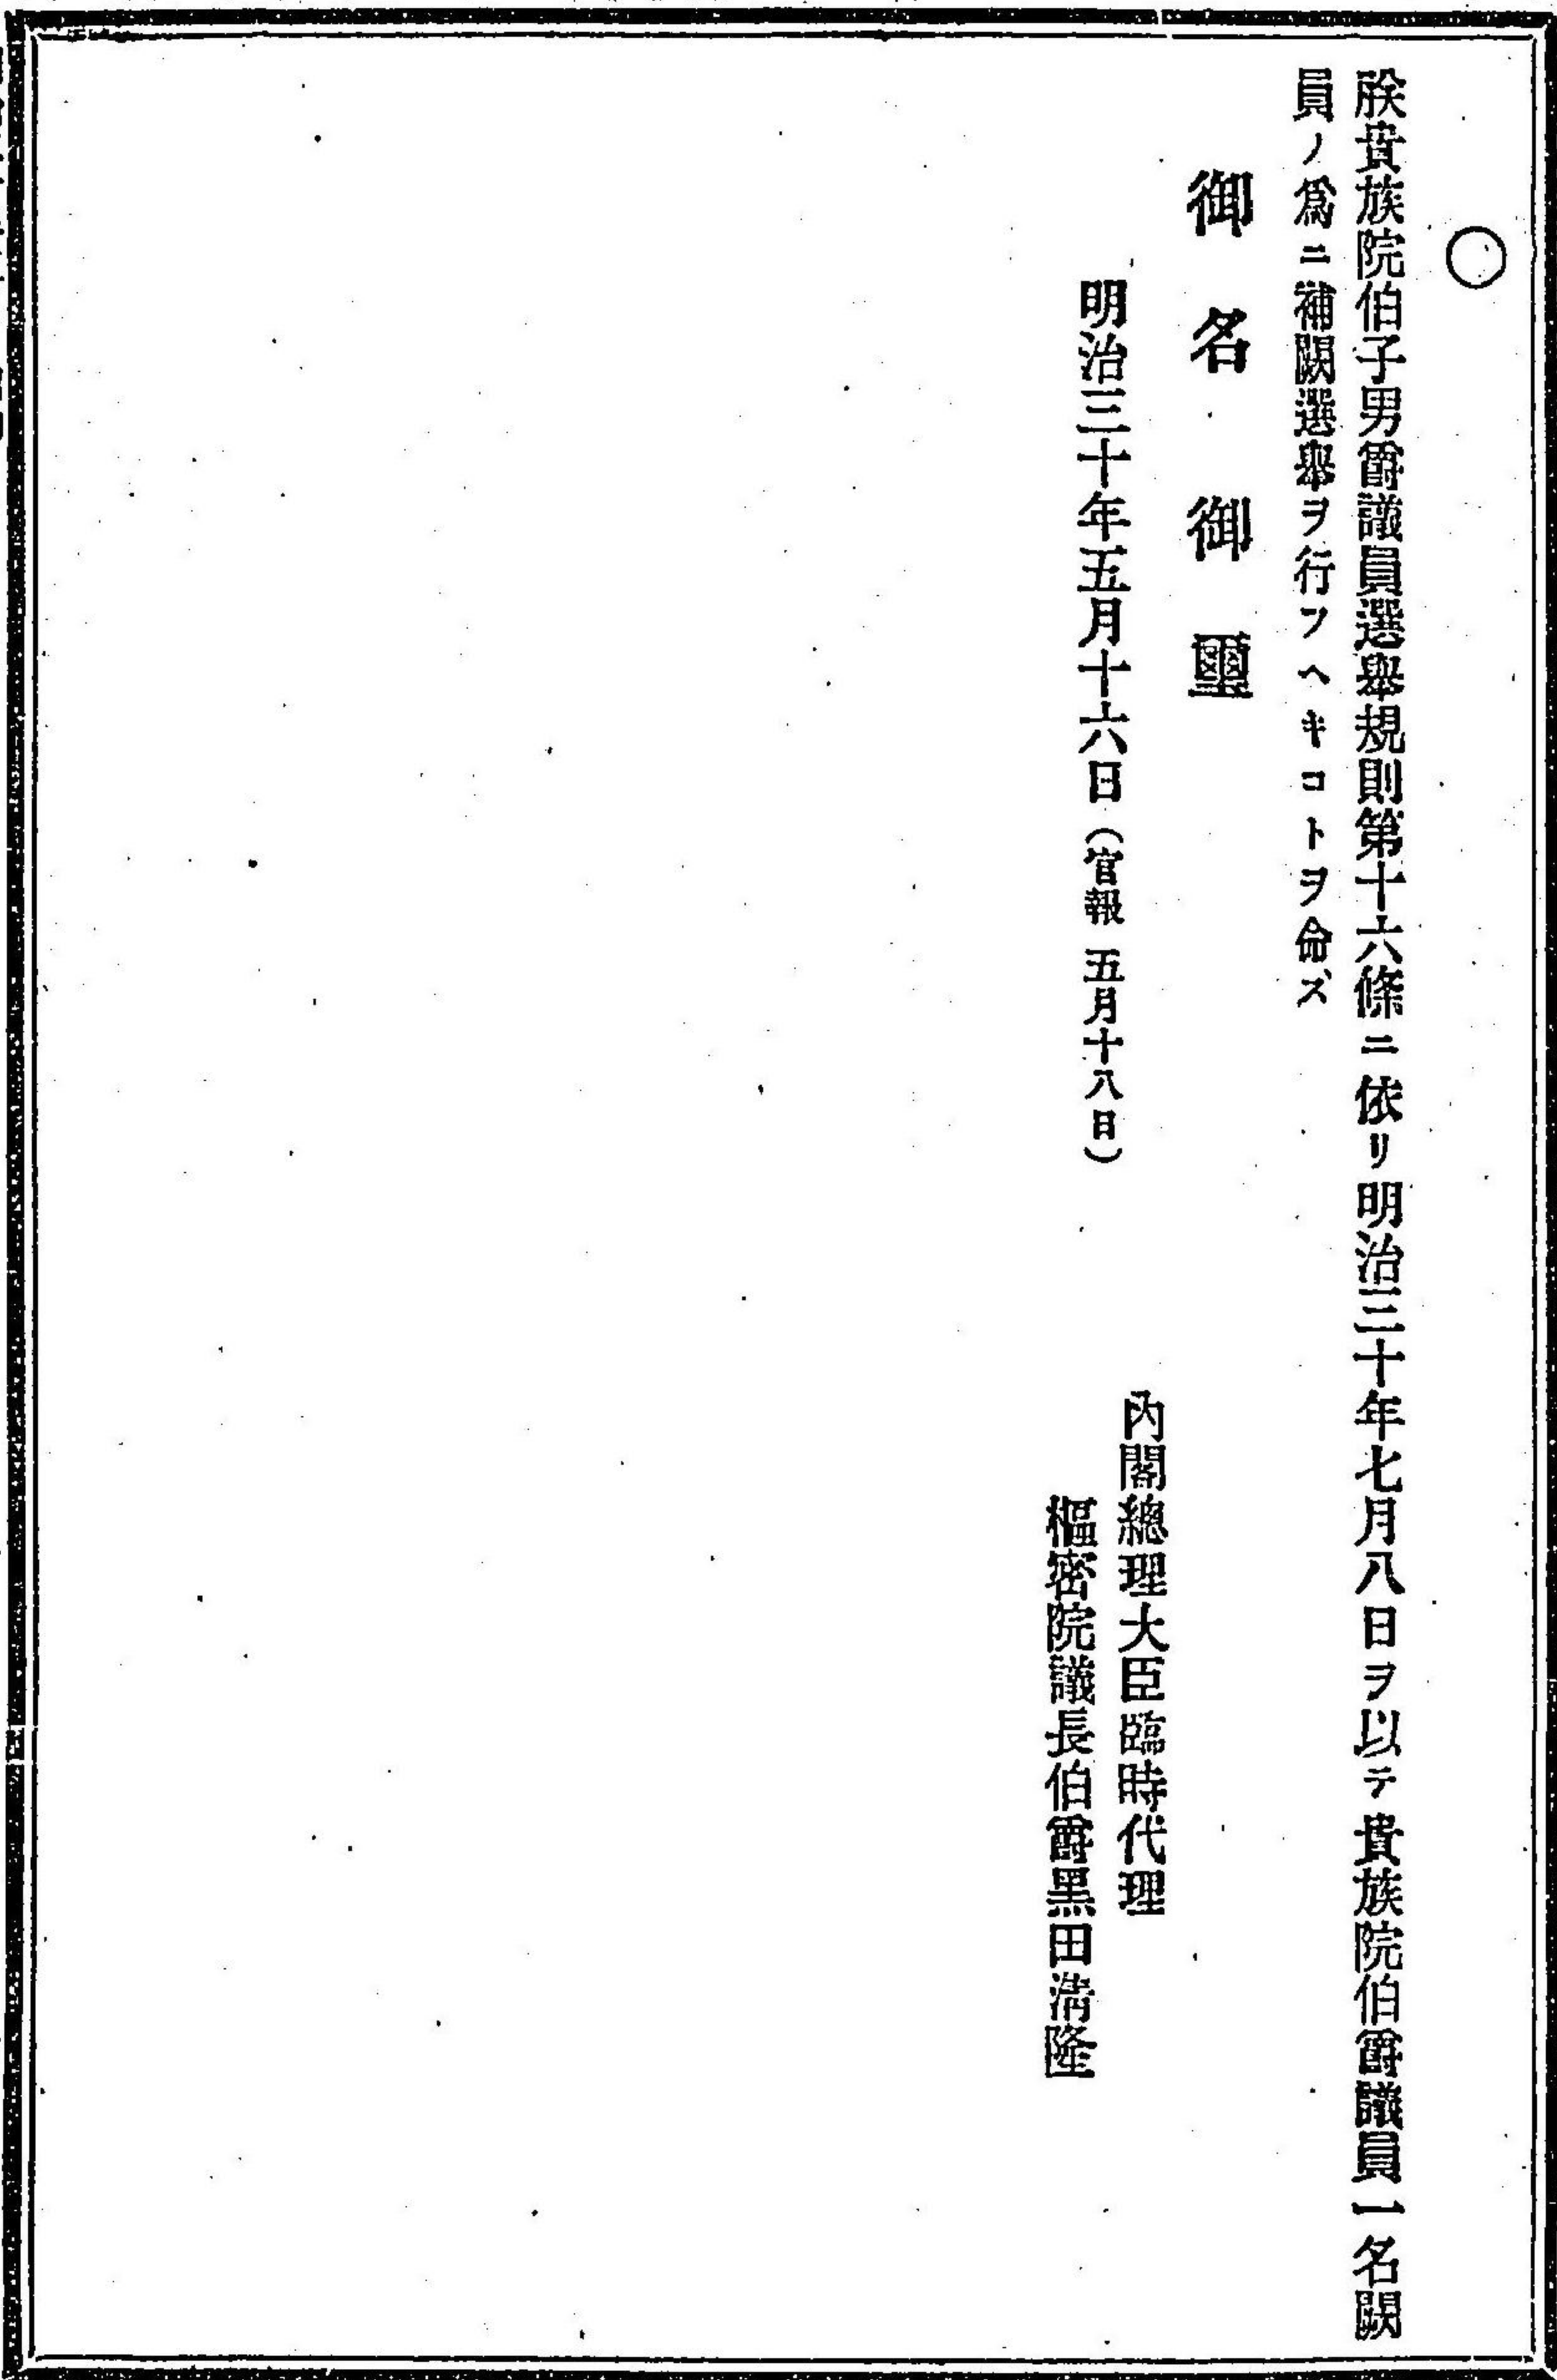 ○
朕貴族院伯子男爵議員選擧規則第十六條ニ依リ明治三十年七月八日ヲ以テ貴族院伯爵議員一名闕
員ノ爲ニ補闕選擧ヲ行フヘキコトヲ命ス
御名御璽
明治三十年五月十六日(官報 五月十八日)
內閣總理大臣臨時代理
樞密院議長伯爵黑田淸隆